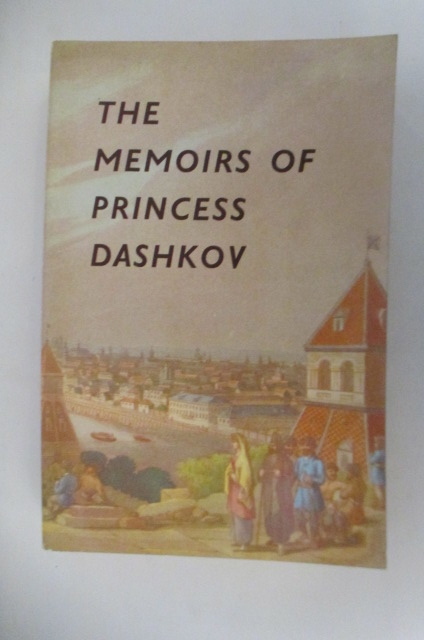 THE
MEMOIRS OF
PRINCESS
DASHKOV